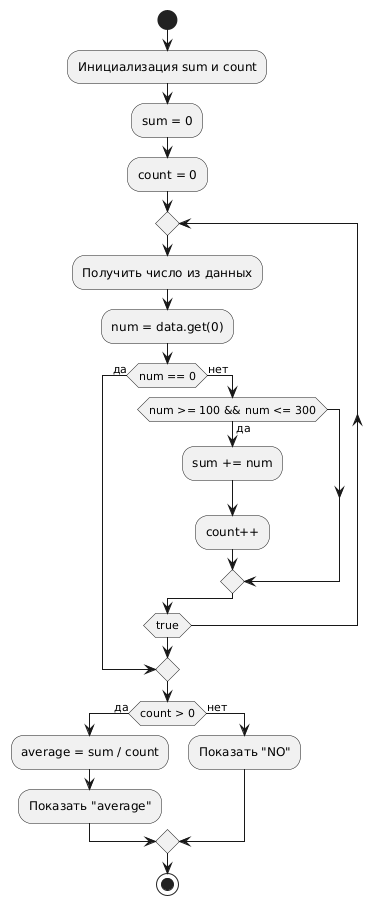 Инициализация sum и count
sum = 0
count = 0
Получить число из данных
num = data.get(0)
да
num == 0
нет
num >= 100 && num <= 300
да
sum += num
count++
true
да
count > 0
нет
average = sum / count
Показать "NO"
Показать "average"